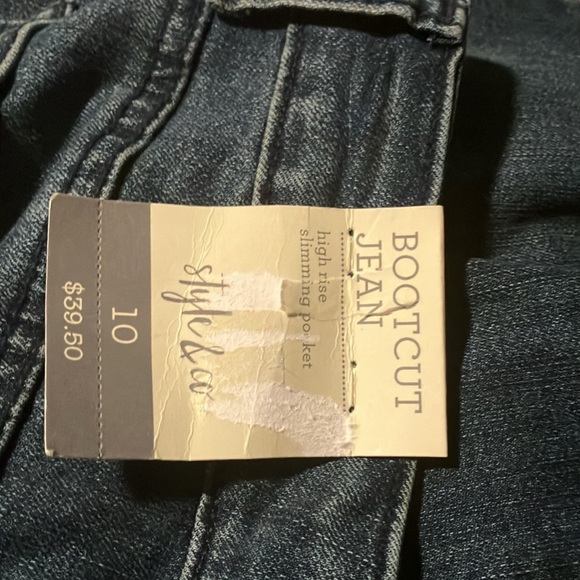 BOOTCUT
JEAN
high rise
slimming pocket
style & co
10
$39.50